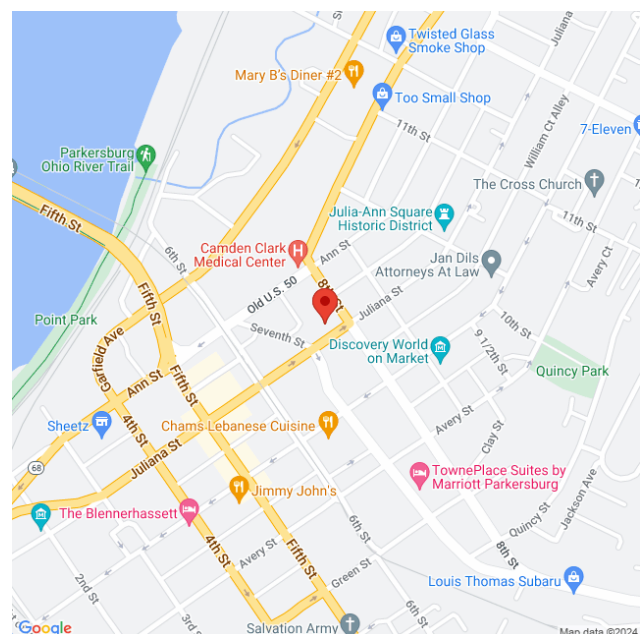 Twisted Glass
Smoke Shop
Juliana
Mary B's Diner #2
Too Small Shop
William Ct Alley
7-Eleven
11th St
Parkersburg
Ohio River Trail
The Cross Church
Fifth St
6th St
Julia-Ann Square
Historic District
11th St
Camden Clark
Medical Center
Ann St
Jan Dils
Attorneys At Law
Avery Ct
Old U.S. 50
8th St
Juliana St
Fifth St
Point Park
Seventh St
10th St
Garfield Ave
Discovery World
on Market
9 1/2th St
Quincy Park
Ann St
Fifth St
Sheetz
4th St
Chams Lebanese Cuisine
Avery St
Clay St
Juliana St
68
TownePlace Suites by
Marriott Parkersburg
Jimmy John's
Jackson Ave
The Blennerhassett
6th St
Quincy St
4th St
Avery St
Fifth St
8th St
2nd St
Green St
Louis Thomas Subaru
3rd St
6th St
Salvation Army
Google
Map data ©2024